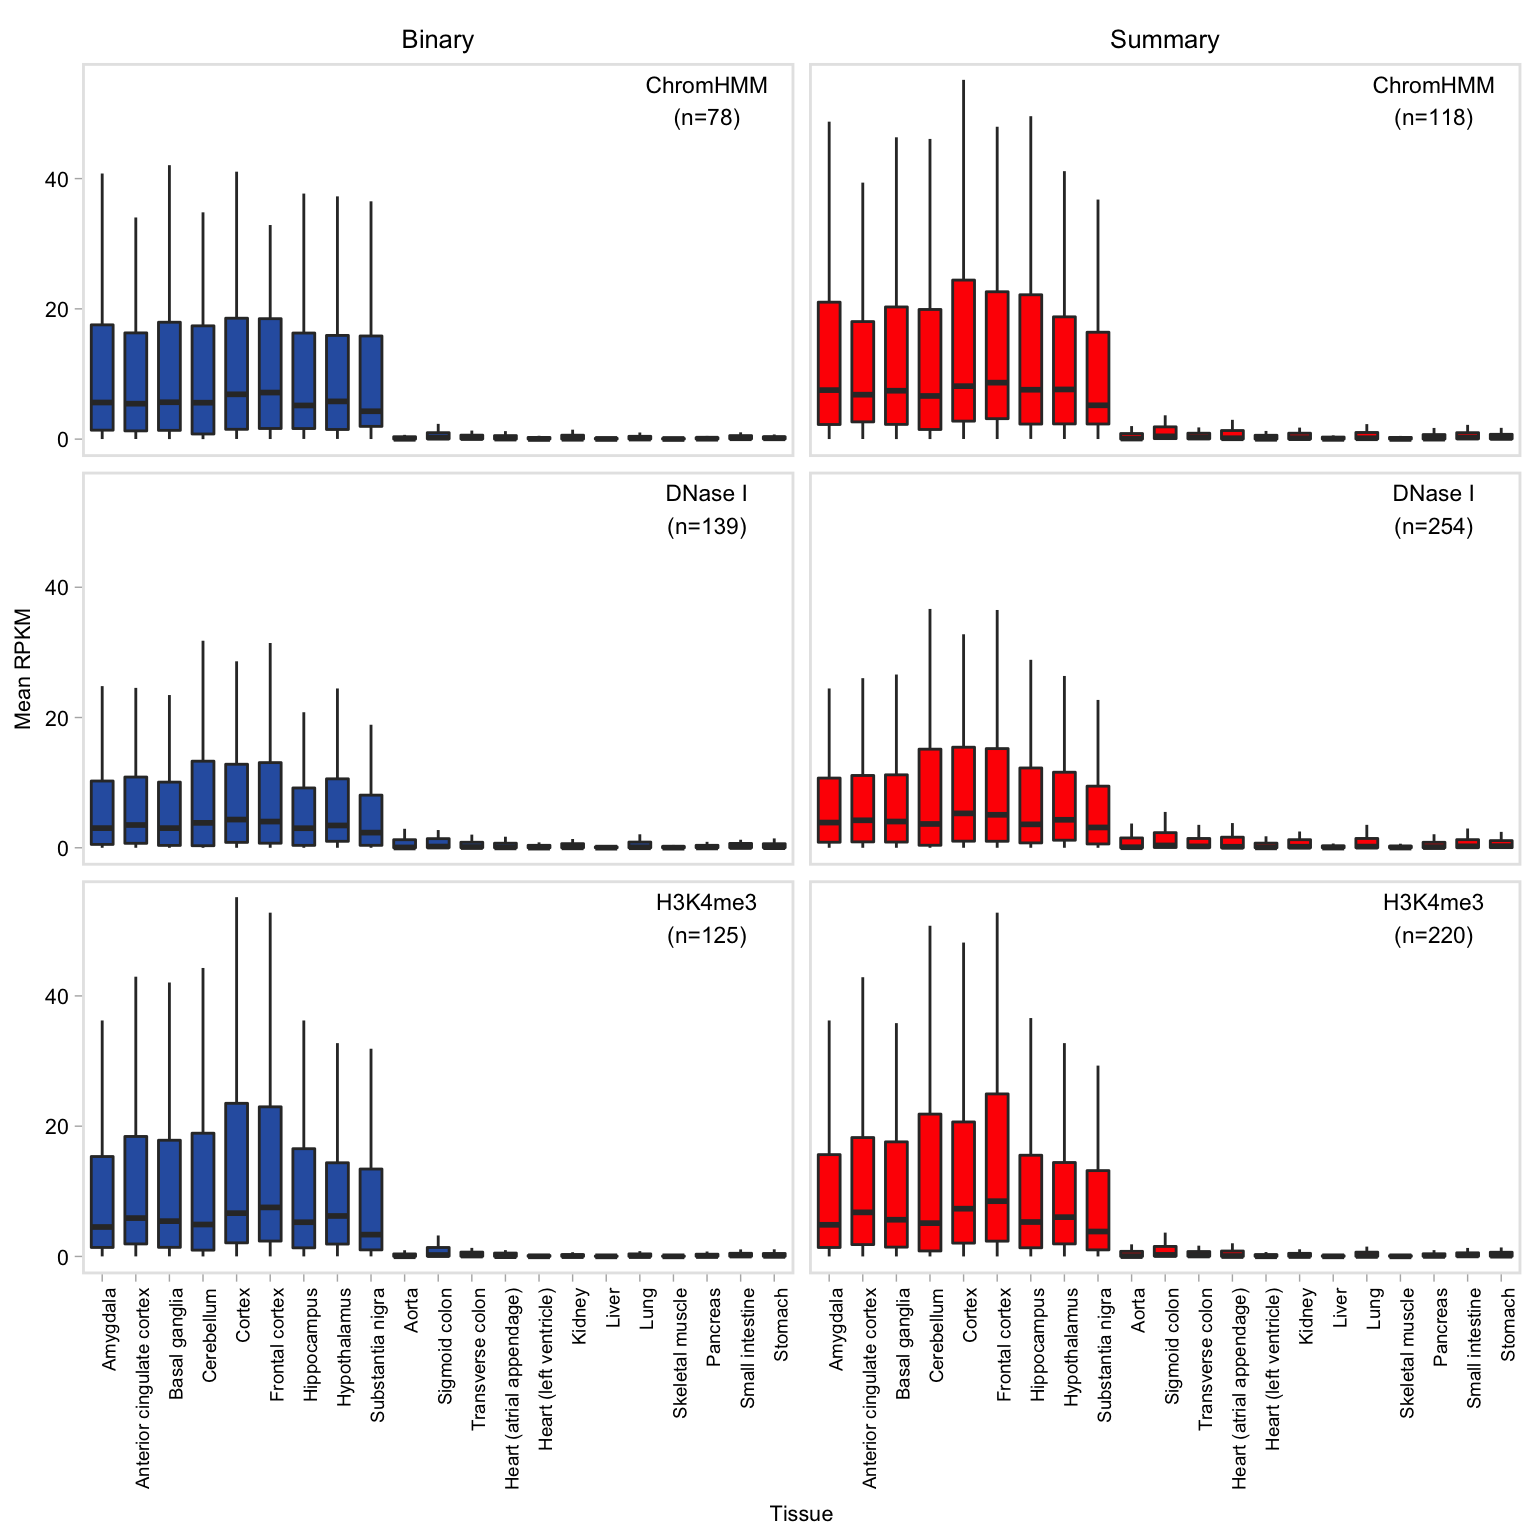 Binary
Summary
ChromHMM
(n=78)
ChromHMM
(n=118)
40
20
0
DNase I
(n=139)
DNase I
(n=254)
40
20
0
Mean RPKM
H3K4me3
(n=125)
H3K4me3
(n=220)
40
20
0
Amygdala
Anterior cingulate cortex
Basal ganglia
Cerebellum
Cortex
Frontal cortex
Hippocampus
Hypothalamus
Substantia nigra
Aorta
Sigmoid colon
Transverse colon
Heart (atrial appendage)
Heart (left ventricle)
Kidney
Liver
Lung
Skeletal muscle
Pancreas
Small intestine
Stomach
Amygdala
Anterior cingulate cortex
Basal ganglia
Cerebellum
Cortex
Frontal cortex
Hippocampus
Hypothalamus
Substantia nigra
Aorta
Sigmoid colon
Transverse colon
Heart (atrial appendage)
Heart (left ventricle)
Kidney
Liver
Lung
Skeletal muscle
Pancreas
Small intestine
Stomach
Tissue